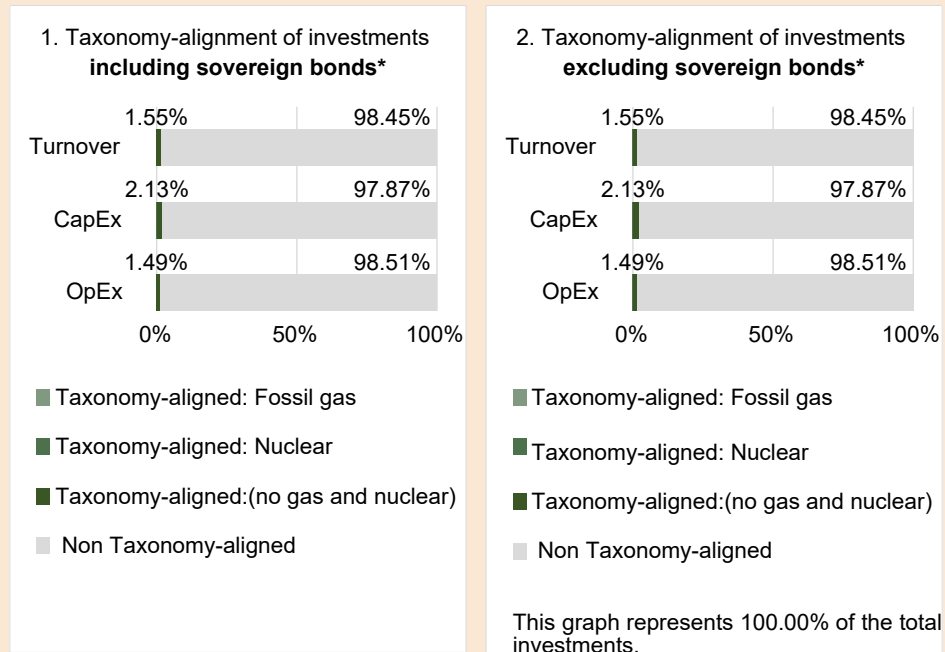 1. Taxonomy-alignment of investments
including sovereign bonds*
1.55% 98.45%
Turnover
2.13% 97.87%
CapEx
1.49% 98.51%
OpEx
0% 50% 100%
Taxonomy-aligned: Fossil gas
Taxonomy-aligned: Nuclear
Taxonomy-aligned:(no gas and nuclear)
Non Taxonomy-aligned
2. Taxonomy-alignment of investments
excluding sovereign bonds*
1.55% 98.45%
Turnover
2.13% 97.87%
CapEx
1.49% 98.51%
OpEx
0% 50% 100%
Taxonomy-aligned: Fossil gas
Taxonomy-aligned: Nuclear
Taxonomy-aligned:(no gas and nuclear)
Non Taxonomy-aligned
This graph represents 100.00% of the total
investments.